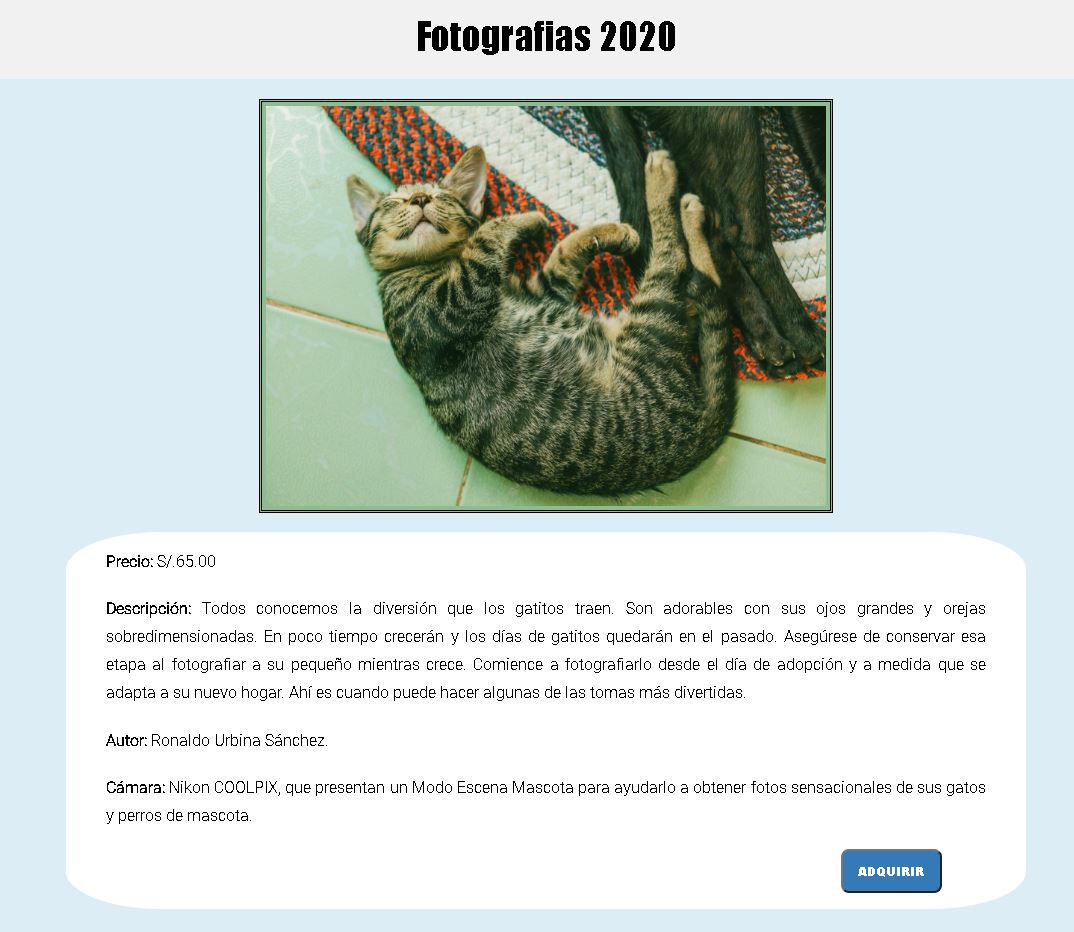 Fotografias 2020
Precio: S/.65.00
Descripción: Todos conocemos la diversión que los gatitos traen. Son adorables con sus ojos grandes y orejas
sobredimensionadas. En poco tiempo crecerán y los días de gatitos quedarán en el pasado. Asegúrese de conservar esa
etapa al fotografiar a su pequeño mientras crece. Comience a fotografiarlo desde el día de adopción y a medida que se
adapta a su nuevo hogar. Ahí es cuando puede hacer algunas de las tomas más divertidas.
Autor: Ronaldo Urbina Sánchez.
Cámara: Nikon COOLPIX, que presentan un Modo Escena Mascota para ayudarlo a obtener fotos sensacionales de sus gatos
y perros de mascota.
ADQUIRIR